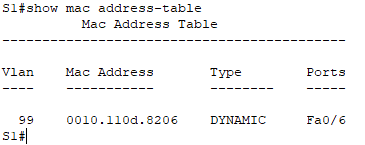 S1#show mac address-table
Mac Address Table
-------------------------------------------
Vlan    Mac Address       Type        Ports
----    -----------       --------    -----
99    0010.110d.8206    DYNAMIC     Fa0/6
S1#